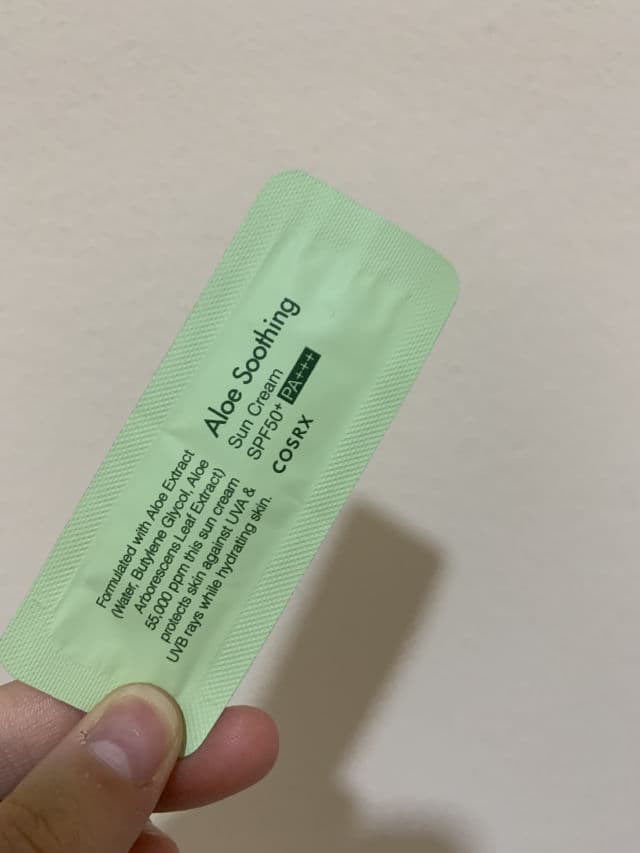 Aloe Soothing
Sun Cream
SPF50+ PA+++
COSRX
Formulated with Aloe Extract
(Water, Butylene Glycol, Aloe
Arborescens Leaf Extract)
55,000 ppm this sun cream
protects skin against UVA &
UVB rays while hydrating skin.